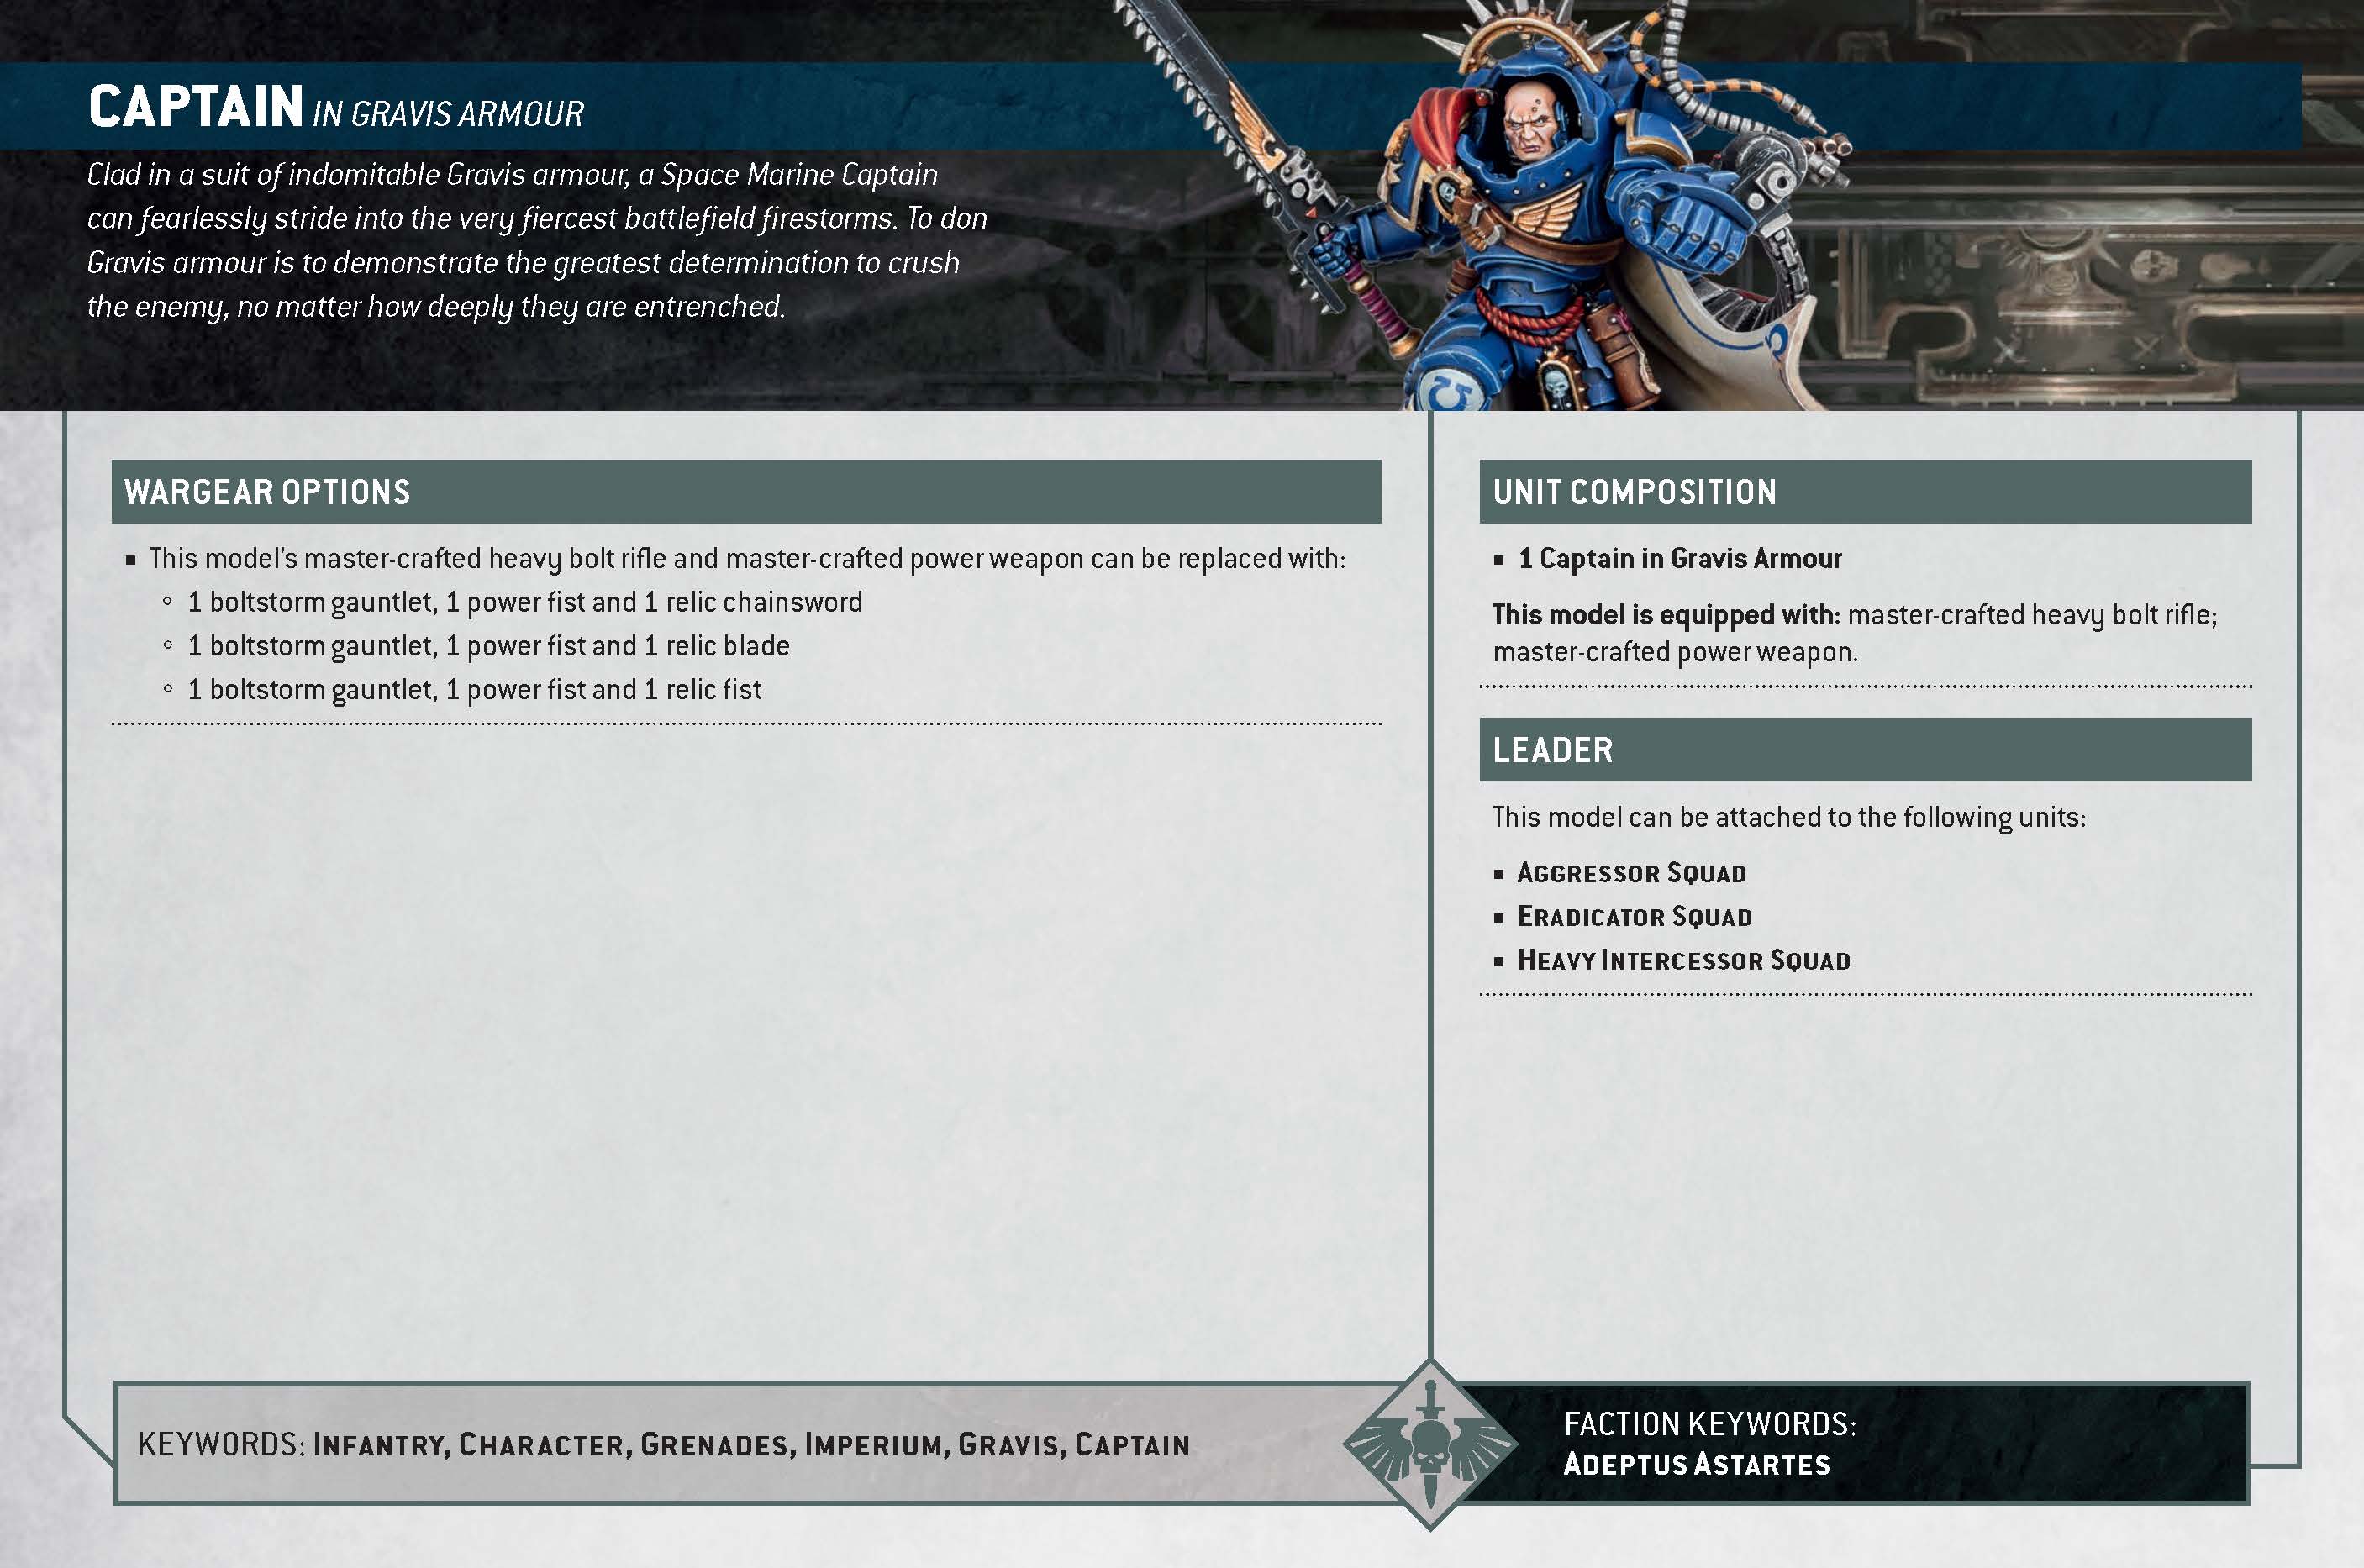 CAPTAIN IN GRAVIS ARMOUR
Clad in a suit of indomitable Gravis armour, a Space Marine Captain
can fearlessly stride into the very fiercest battlefield firestorms. To don
Gravis armour is to demonstrate the greatest determination to crush
the enemy, no matter how deeply they are entrenched.
WARGEAR OPTIONS
▪ This model's master-crafted heavy bolt rifle and master-crafted power weapon can be replaced with:
◦ 1 boltstorm gauntlet, 1 power fist and 1 relic chainsword
◦ 1 boltstorm gauntlet, 1 power fist and 1 relic blade
◦ 1 boltstorm gauntlet, 1 power fist and 1 relic fist
UNIT COMPOSITION
▪ 1 Captain in Gravis Armour
This model is equipped with: master-crafted heavy bolt rifle;
master-crafted power weapon.
LEADER
This model can be attached to the following units:
▪ AGGRESSOR SQUAD
▪ ERADICATOR SQUAD
▪ HEAVY INTERCESSOR SQUAD
KEYWORDS: INFANTRY, CHARACTER, GRENADES, IMPERIUM, GRAVIS, CAPTAIN
FACTION KEYWORDS:
ADEPTUS ASTARTES